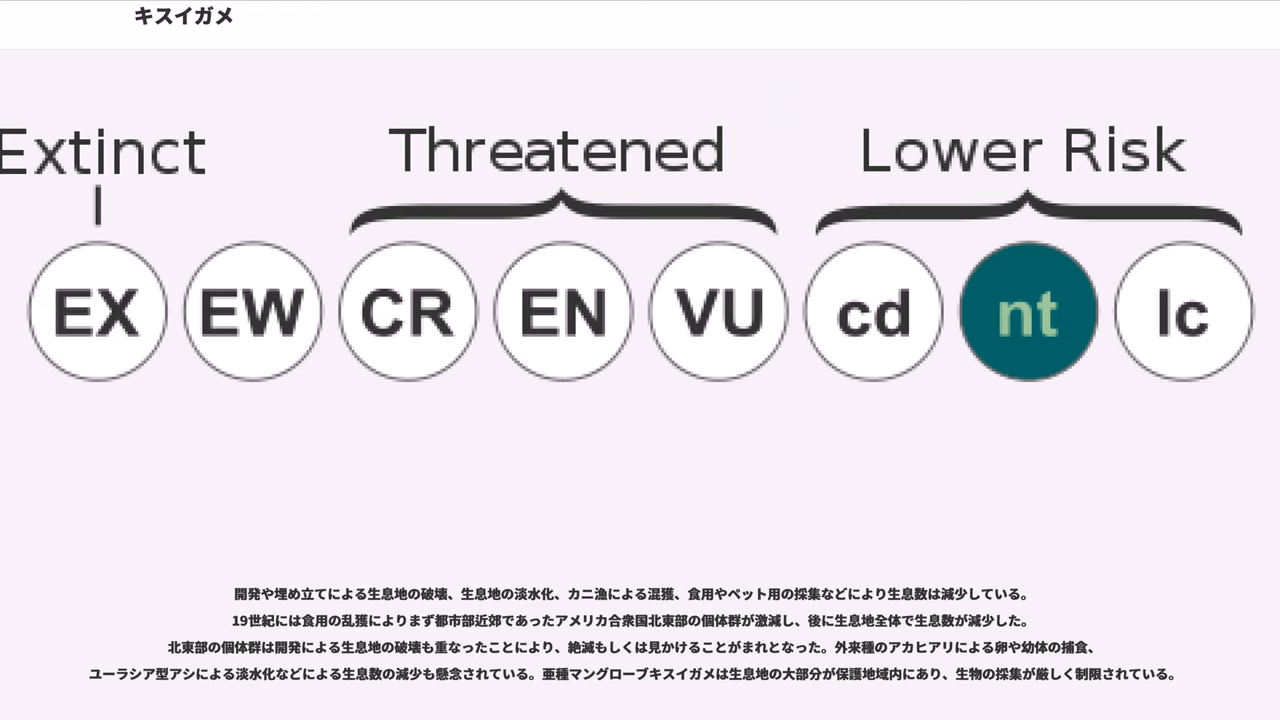 キスイガメ
Extinct
Threatened
Lower Risk
EX EW CR EN VU cd nt lc
開発や埋め立てによる生息地の破壊、生息地の淡水化、カニ漁による混獲、食用やペット用の採集などにより生息数は減少している。
19世紀には食用の乱獲によりまず都市部近郊であったアメリカ合衆国北東部の個体群が激減し、後に生息地全体で生息数が減少した。
北東部の個体群は開発による生息地の破壊も重なったことにより、絶滅もしくは見かけることがまれとなった。外来種のアカヒアリによる卵や幼体の捕食、
ユーラシア型アシによる淡水化などによる生息数の減少も懸念されている。亜種マングローブキスイガメは生息地の大部分が保護地域内にあり、生物の採集が厳しく制限されている。